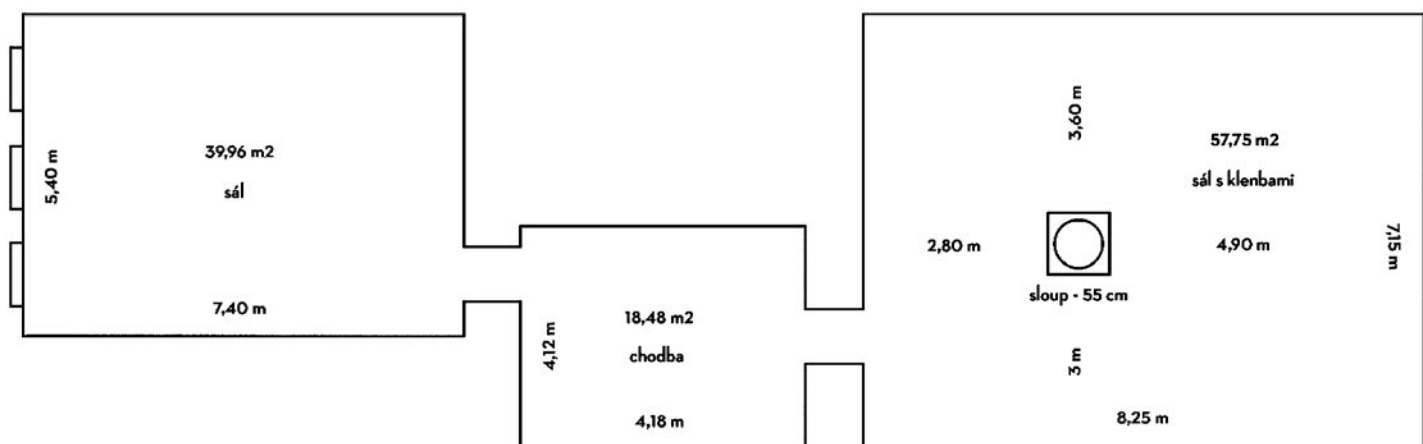 39,96 m2
sál
5,40 m
7,40 m
18,48 m2
chodba
4,12 m
4,18 m
3,60 m
57,75 m2
sál s klenbami
2,80 m
4,90 m
7,15 m
sloup - 55 cm
3 m
8,25 m